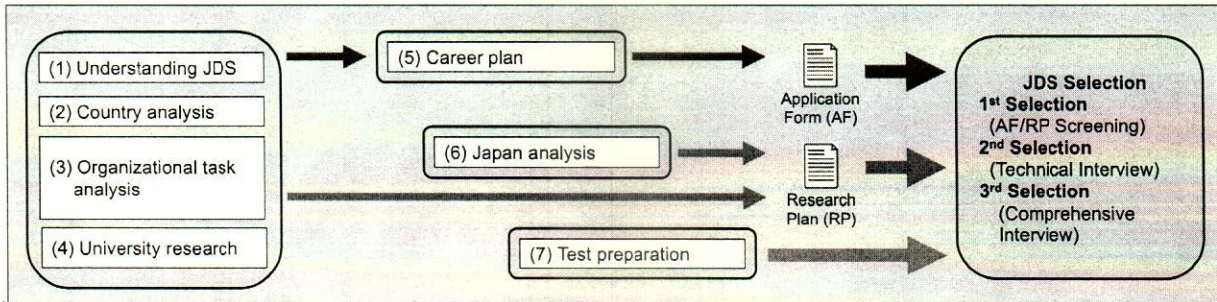 (1) Understanding JDS
(2) Country analysis
(3) Organizational task
analysis
(4) University research
(5) Career plan
(6) Japan analysis
(7) Test preparation
Application
Form (AF)
Research
Plan (RP)
JDS Selection
1st Selection
(AF/RP Screening)
2nd Selection
(Technical Interview)
3rd Selection
(Comprehensive
Interview)